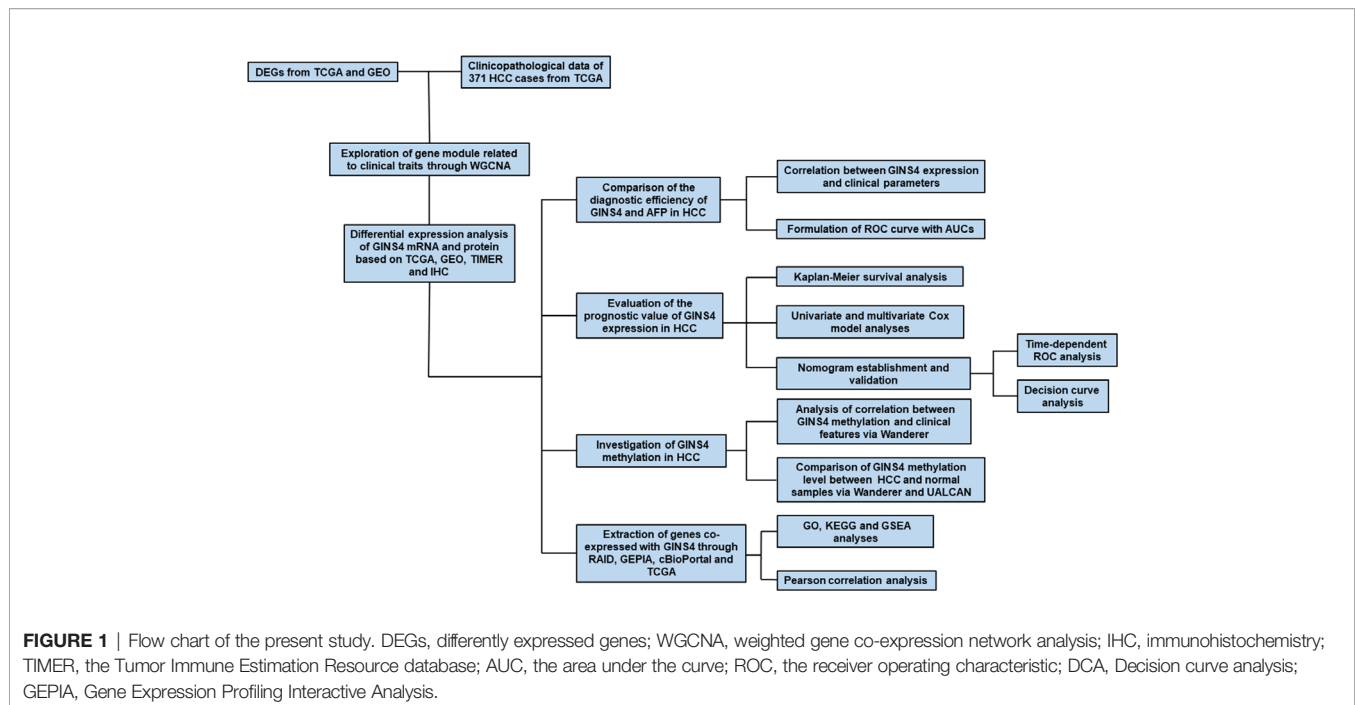 DEGs from TCGA and GEO
Clinicopathological data of
371 HCC cases from TCGA
Exploration of gene module related
to clinical traits through WGCNA
Differential expression analysis
of GINS4 mRNA and protein
based on TCGA, GEO, TIMER
and IHC
Comparison of the
diagnostic efficiency of
GINS4 and AFP in HCC
Correlation between GINS4 expression
and clinical parameters
Formulation of ROC curve with AUCs
Evaluation of the
prognostic value of GINS4
expression in HCC
Kaplan-Meier survival analysis
Univariate and multivariate Cox
model analyses
Nomogram establishment and
validation
Time-dependent
ROC analysis
Decision curve
analysis
Investigation of GINS4
methylation in HCC
Analysis of correlation between
GINS4 methylation and clinical
features via Wanderer
Comparison of GINS4 methylation
level between HCC and normal
samples via Wanderer and UALCAN
Extraction of genes co-
expressed with GINS4 through
RAID, GEPIA, cBioPortal and
TCGA
GO, KEGG and GSEA
analyses
Pearson correlation analysis
FIGURE 1 | Flow chart of the present study. DEGs, differently expressed genes; WGCNA, weighted gene co-expression network analysis; IHC, immunohistochemistry;
TIMER, the Tumor Immune Estimation Resource database; AUC, the area under the curve; ROC, the receiver operating characteristic; DCA, Decision curve analysis;
GEPIA, Gene Expression Profiling Interactive Analysis.